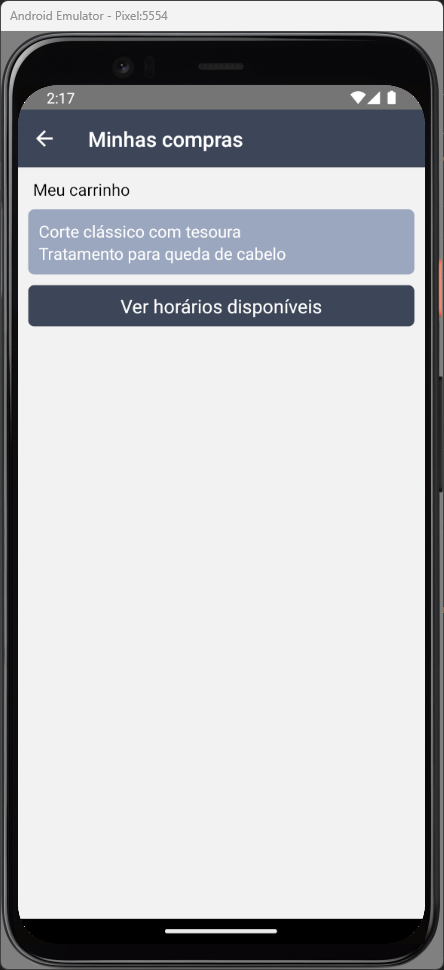 Android Emulator - Pixel:5554
2:17
Minhas compras
Meu carrinho
Corte clássico com tesoura
Tratamento para queda de cabelo
Ver horários disponíveis